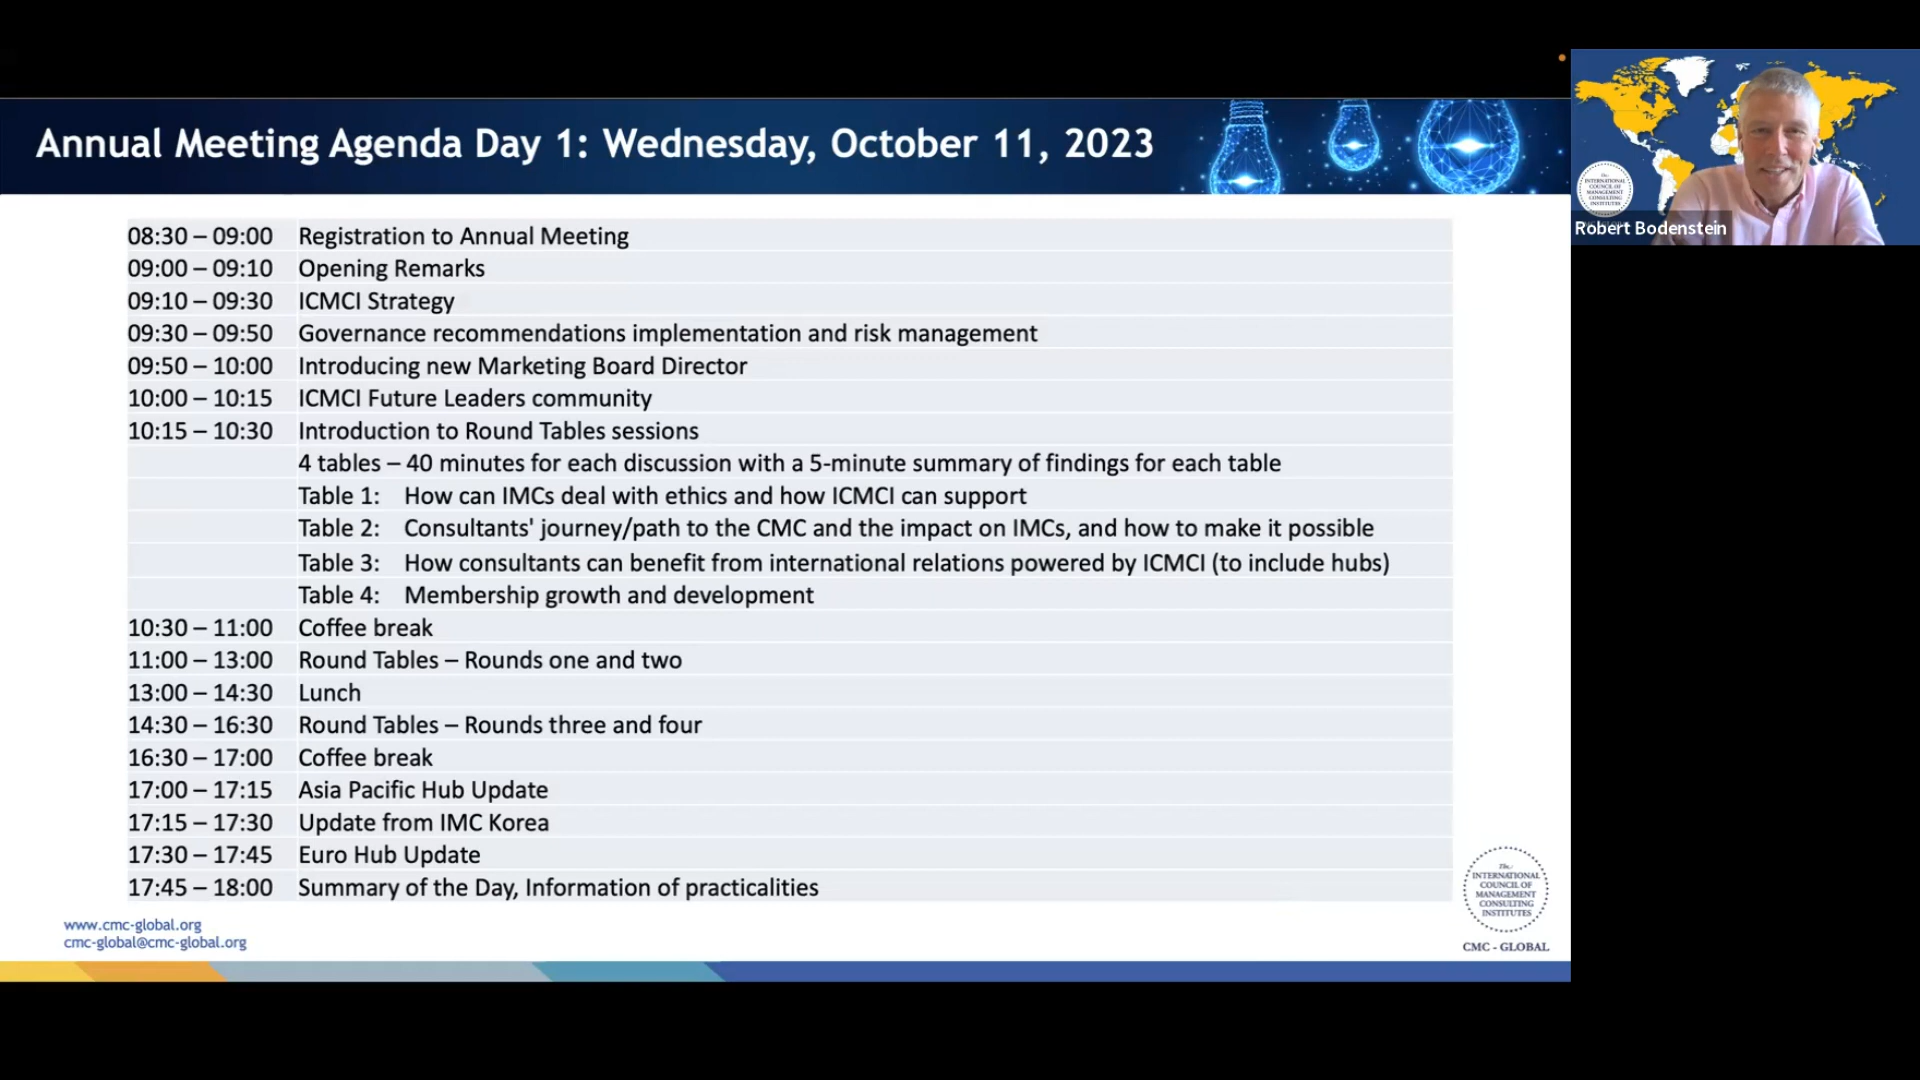 Annual Meeting Agenda Day 1: Wednesday, October 11, 2023
08:30 – 09:00 Registration to Annual Meeting
09:00 – 09:10 Opening Remarks
09:10 – 09:30 ICMCI Strategy
09:30 – 09:50 Governance recommendations implementation and risk management
09:50 – 10:00 Introducing new Marketing Board Director
10:00 – 10:15 ICMCI Future Leaders community
10:15 – 10:30 Introduction to Round Tables sessions
4 tables – 40 minutes for each discussion with a 5-minute summary of findings for each table
Table 1: How can IMCs deal with ethics and how ICMCI can support
Table 2: Consultants' journey/path to the CMC and the impact on IMCs, and how to make it possible
Table 3: How consultants can benefit from international relations powered by ICMCI (to include hubs)
Table 4: Membership growth and development
10:30 – 11:00 Coffee break
11:00 – 13:00 Round Tables – Rounds one and two
13:00 – 14:30 Lunch
14:30 – 16:30 Round Tables – Rounds three and four
16:30 – 17:00 Coffee break
17:00 – 17:15 Asia Pacific Hub Update
17:15 – 17:30 Update from IMC Korea
17:30 – 17:45 Euro Hub Update
17:45 – 18:00 Summary of the Day, Information of practicalities
www.cmc-global.org
cmc-global@cmc-global.org
The
INTERNATIONAL
COUNCIL OF
MANAGEMENT
CONSULTING
INSTITUTES
CMC - GLOBAL
The
INTERNATIONAL
COUNCIL OF
MANAGEMENT
CONSULTING
INSTITUTES
Robert Bodenstein